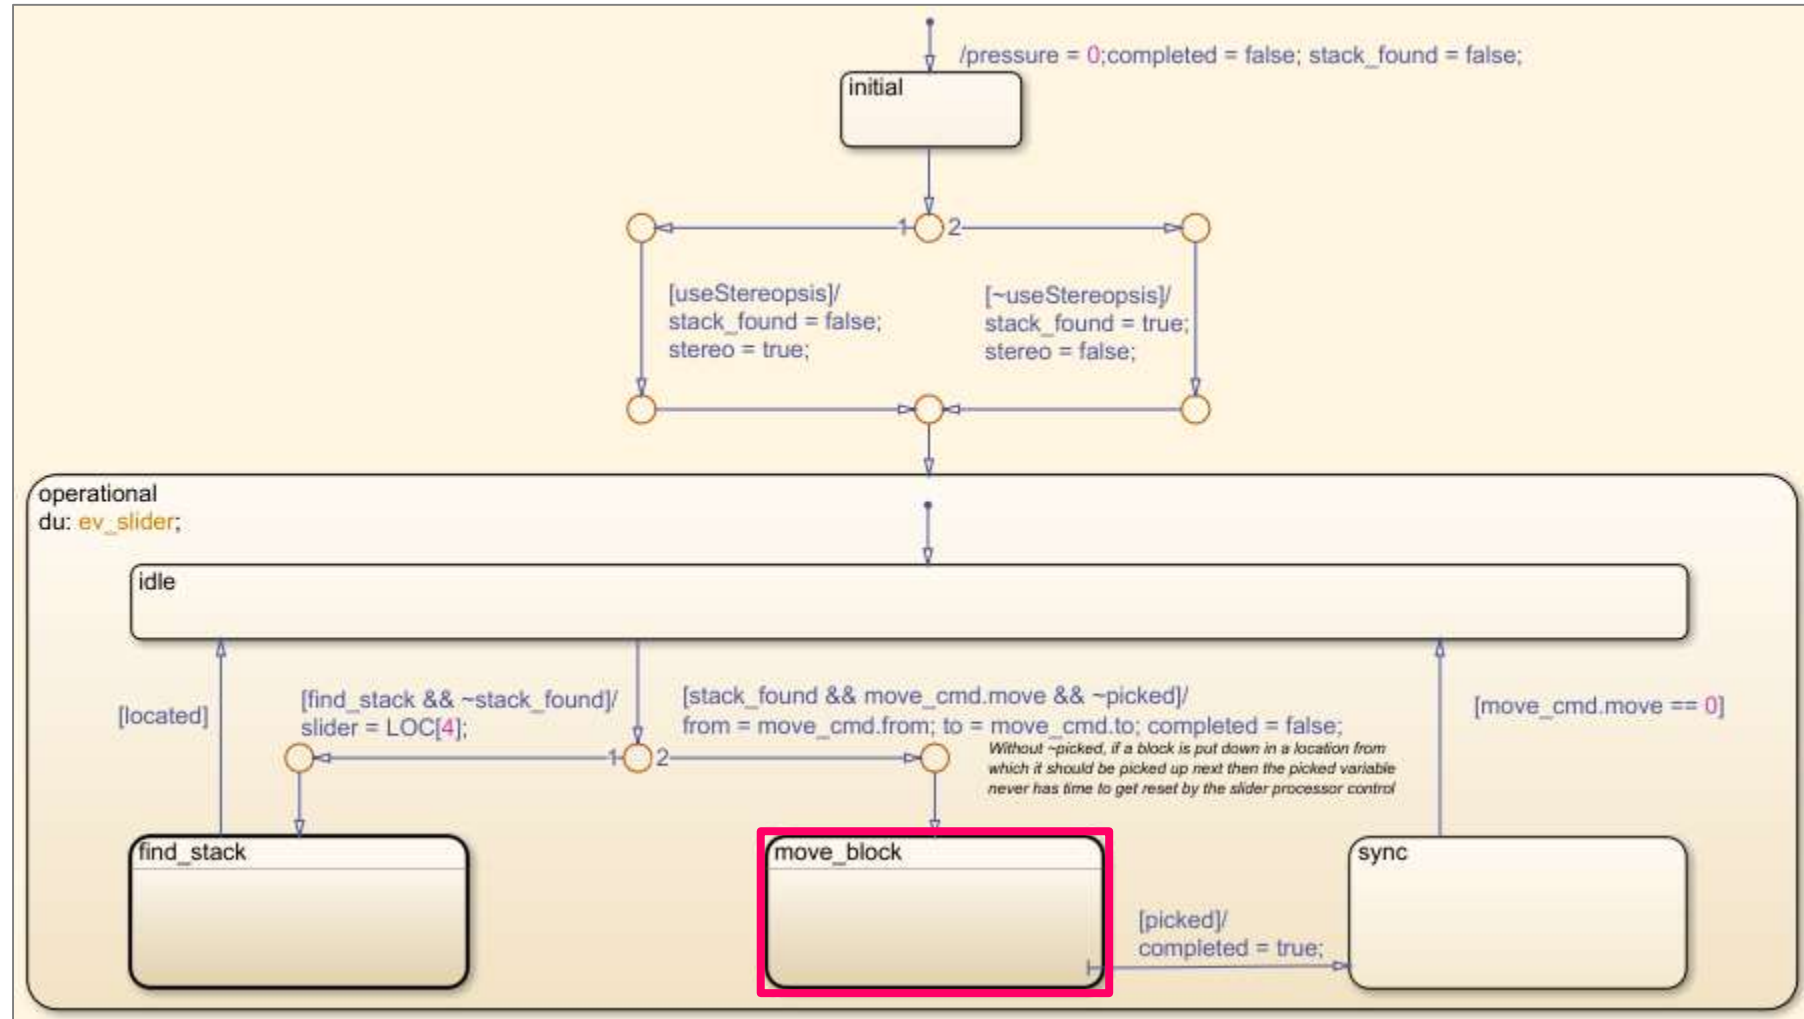 /pressure = 0;completed = false; stack_found = false;
initial
1
2
[useStereopsis]/
stack_found = false;
stereo = true;
[~useStereopsis]/
stack_found = true;
stereo = false;
operational
du: ev_slider;
idle
[located]
[find_stack && ~stack_found]/
slider = LOC[4];
[stack_found && move_cmd.move && ~picked]/
from = move_cmd.from; to = move_cmd.to; completed = false;
Without ~picked, if a block is put down in a location from
which it should be picked up next then the picked variable
never has time to get reset by the slider processor control
[move_cmd.move == 0]
1
2
find_stack
move_block
sync
[picked]/
completed = true;